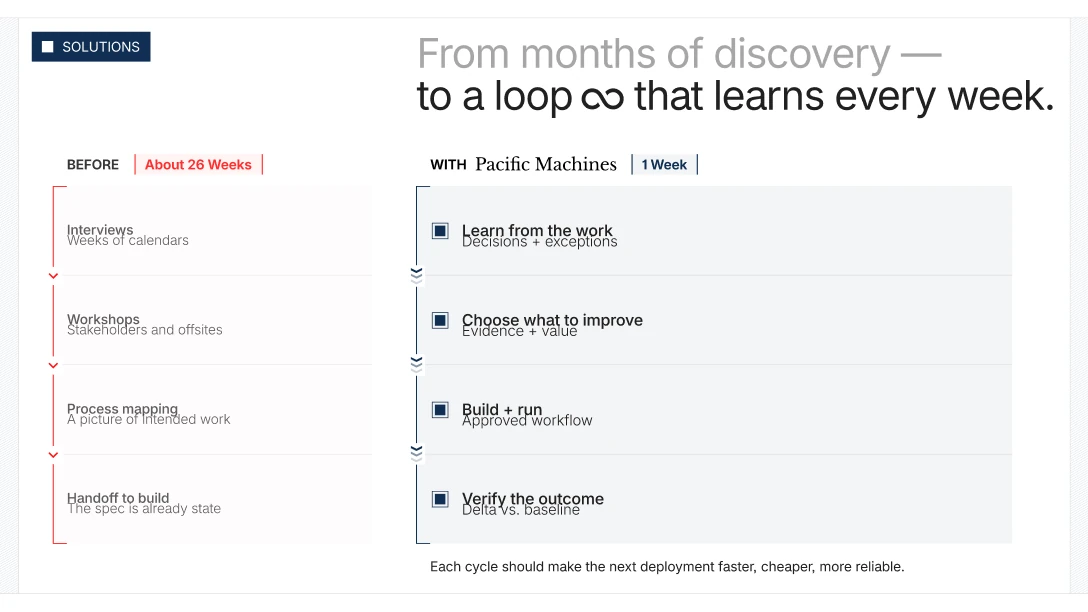 SOLUTIONS
From months of discovery —
to a loop ∞ that learns every week.
BEFORE
About 26 Weeks
Interviews
Weeks of calendars
Workshops
Stakeholders and offsites
Process mapping
A picture of intended work
Handoff to build
The spec is already state
WITH Pacific Machines
1 Week
Learn from the work
Decisions + exceptions
Choose what to improve
Evidence + value
Build + run
Approved workflow
Verify the outcome
Delta vs. baseline
Each cycle should make the next deployment faster, cheaper, more reliable.